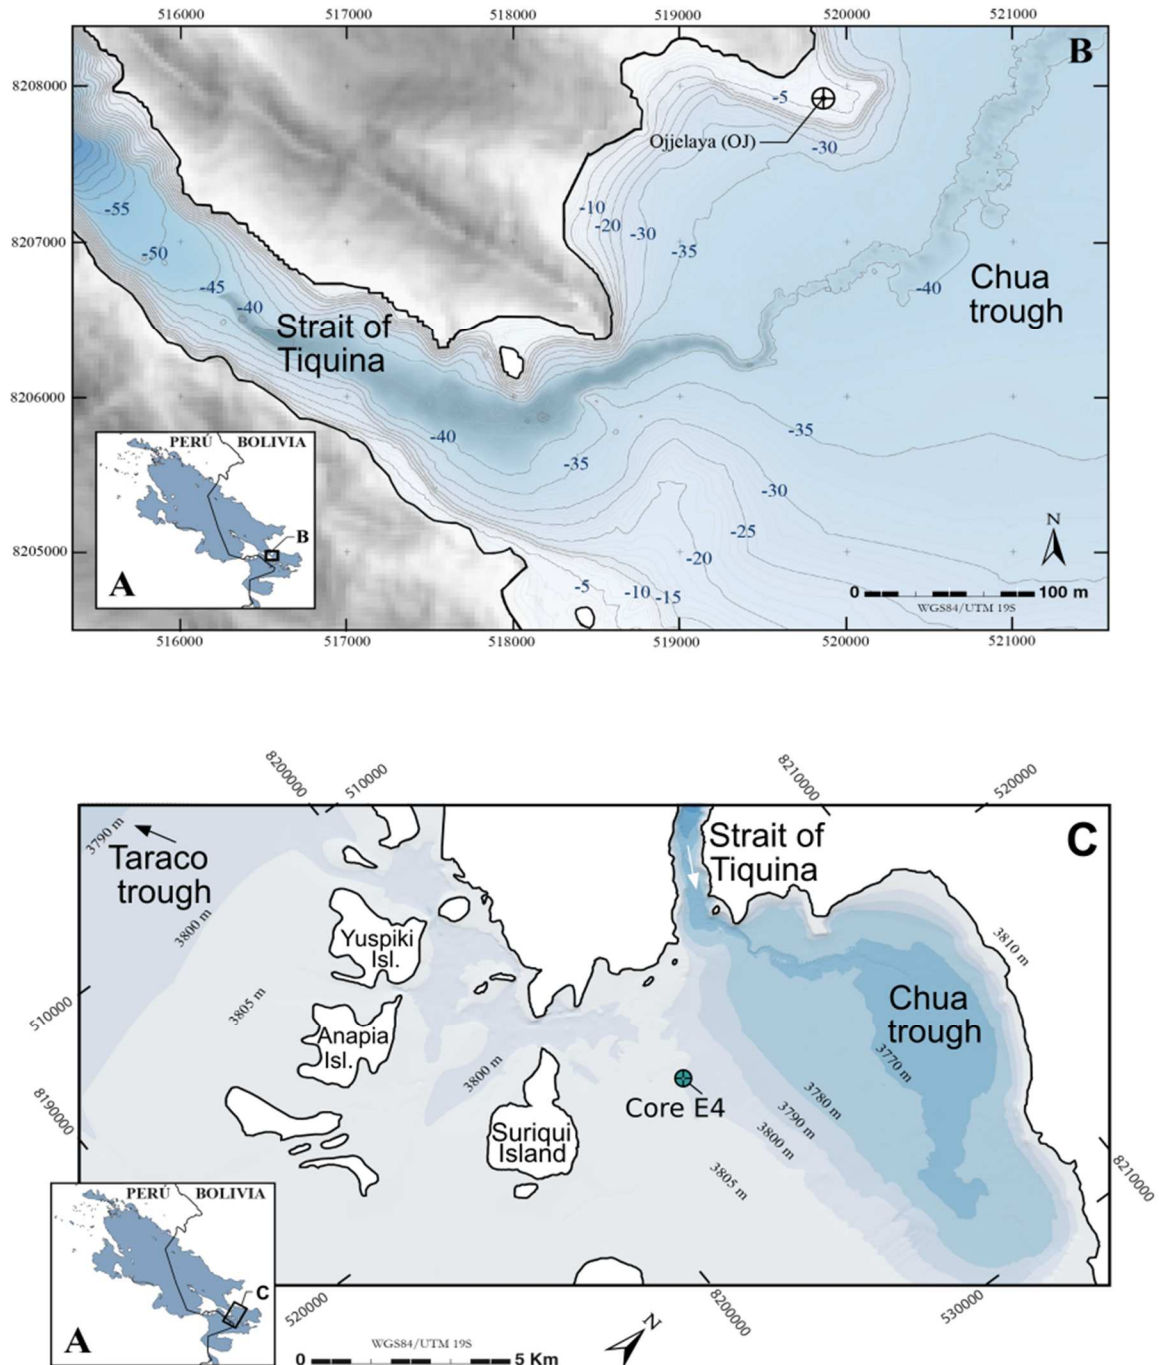 516000 517000 518000 519000 520000 521000
B
8208000
-5
Ojjelaya (OJ)
-30
-10
-20
-30
-35
-55
8207000
-50
-45
-40
-40
Chua
trough
Strait of
Tiquina
8206000
-40
-35
-35
-30
-25
-20
PERÚ BOLIVIA
B
A
N
8205000
-5
-10
-15
0 100 m
WGS84/UTM 19S
516000 517000 518000 519000 520000 521000
8200000 510000 8210000 520000
3790 m
Taraco
trough
Strait of
Tiquina
C
3800 m
Yuspiki
Isl.
3810 m
510000
3805 m
Anapia
Isl.
Chua
trough
3800 m
3770 m
Core E4
3780 m
3790 m
3800 m
8190000
Suriqui
Island
3805 m
8210000
PERÚ BOLIVIA
C
A
520000
8200000
530000
WGS84/UTM 19S
N
0 5 Km